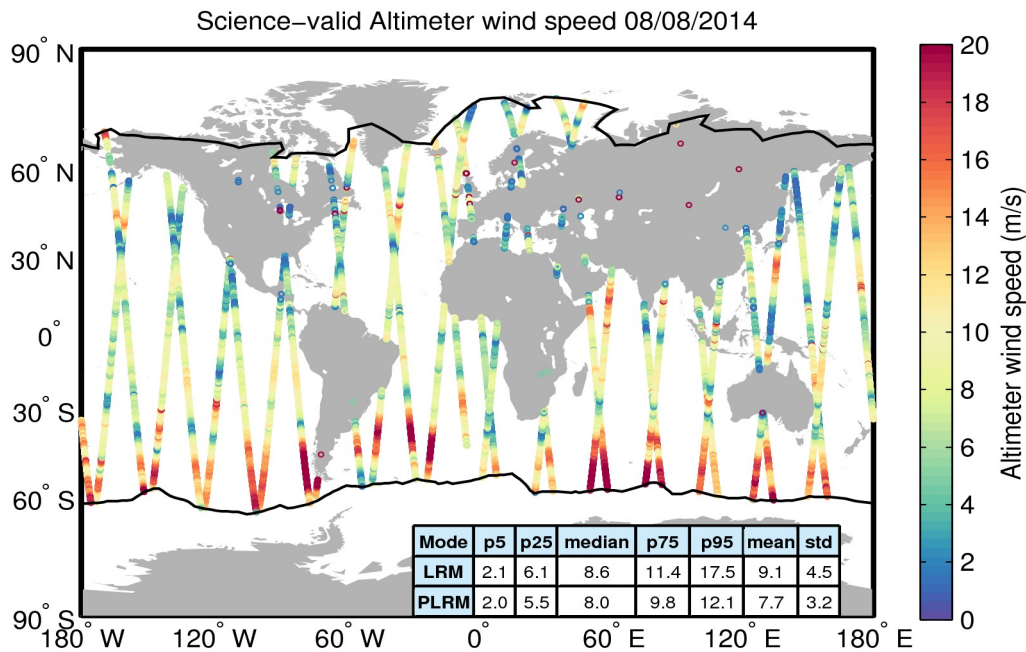 Science−valid Altimeter wind speed 08/08/2014
90° N
60° N
30° N
0°
30° S
60° S
90° S
180° W
120° W
60° W
0°
60° E
120° E
180° E
Mode p5 p25 median p75 p95 mean std
LRM 2.1 6.1 8.6 11.4 17.5 9.1 4.5
PLRM 2.0 5.5 8.0 9.8 12.1 7.7 3.2
20
18
16
14
12
10
8
6
4
2
0
Altimeter wind speed (m/s)